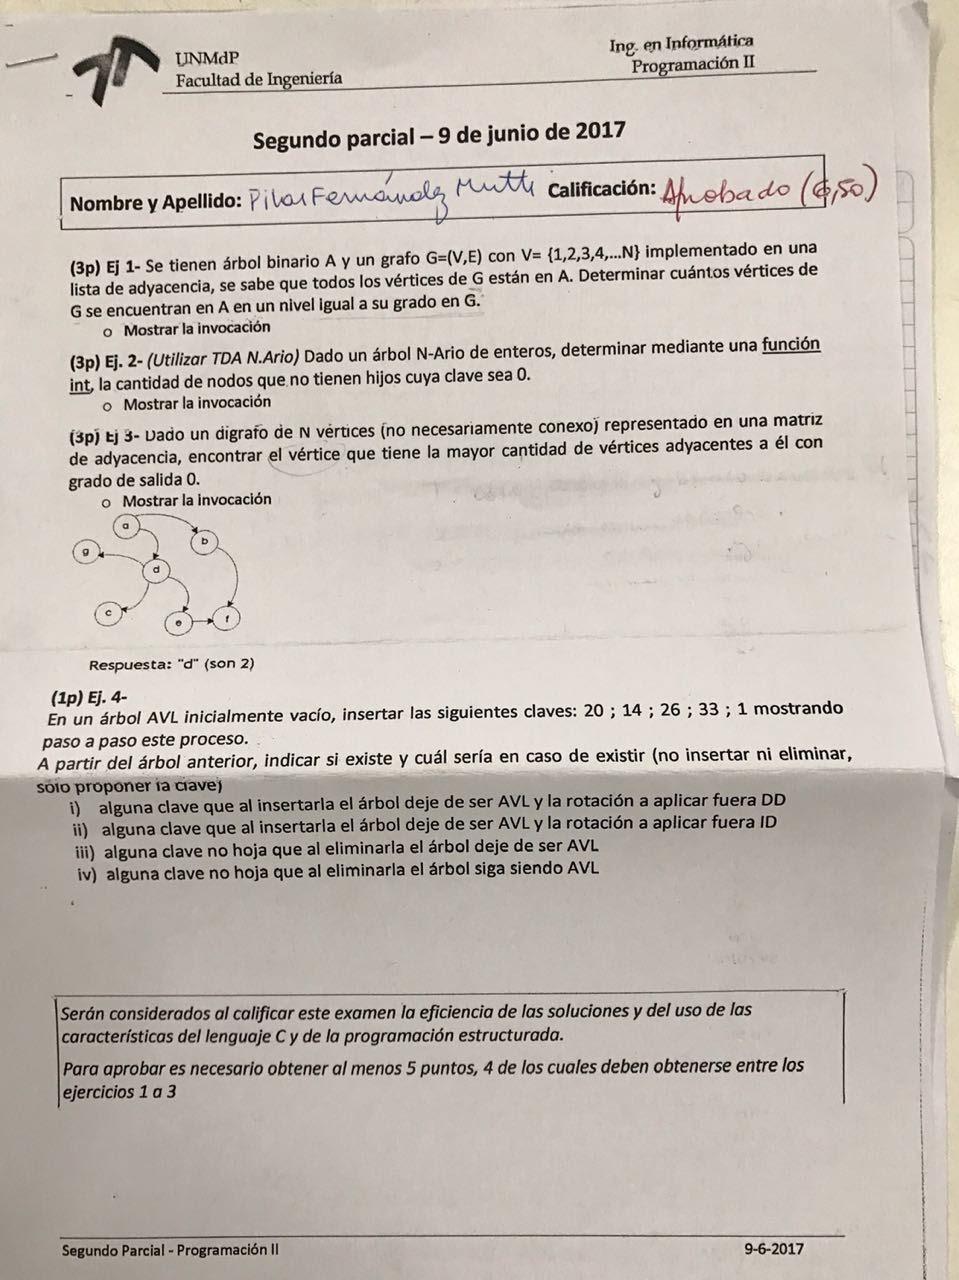 UNMdP
Facultad de Ingeniería
Ing. en Informática
Programación II
Segundo parcial – 9 de junio de 2017
Nombre y Apellido: Pilar Fernández Mutti Calificación: Aprobado (6,50)
(3p) Ej 1- Se tienen árbol binario A y un grafo G=(V,E) con V= {1,2,3,4,...N} implementado en una
lista de adyacencia, se sabe que todos los vértices de G están en A. Determinar cuántos vértices de
G se encuentran en A en un nivel igual a su grado en G.
o Mostrar la invocación
(3p) Ej. 2- (Utilizar TDA N.Ario) Dado un árbol N-Ario de enteros, determinar mediante una función
int, la cantidad de nodos que no tienen hijos cuya clave sea 0.
o Mostrar la invocación
(3p) Ej 3- Dado un digrafo de N vértices (no necesariamente conexo) representado en una matriz
de adyacencia, encontrar el vértice que tiene la mayor cantidad de vértices adyacentes a él con
grado de salida 0.
o Mostrar la invocación
a
b
g
d
c
e
f
Respuesta: "d" (son 2)
(1p) Ej. 4-
En un árbol AVL inicialmente vacío, insertar las siguientes claves: 20 ; 14 ; 26 ; 33 ; 1 mostrando
paso a paso este proceso.
A partir del árbol anterior, indicar si existe y cuál sería en caso de existir (no insertar ni eliminar,
sólo proponer la clave)
i) alguna clave que al insertarla el árbol deje de ser AVL y la rotación a aplicar fuera DD
ii) alguna clave que al insertarla el árbol deje de ser AVL y la rotación a aplicar fuera ID
iii) alguna clave no hoja que al eliminarla el árbol deje de ser AVL
iv) alguna clave no hoja que al eliminarla el árbol siga siendo AVL
Serán considerados al calificar este examen la eficiencia de las soluciones y del uso de las
características del lenguaje C y de la programación estructurada.
Para aprobar es necesario obtener al menos 5 puntos, 4 de los cuales deben obtenerse entre los
ejercicios 1 a 3
Segundo Parcial - Programación II
9-6-2017